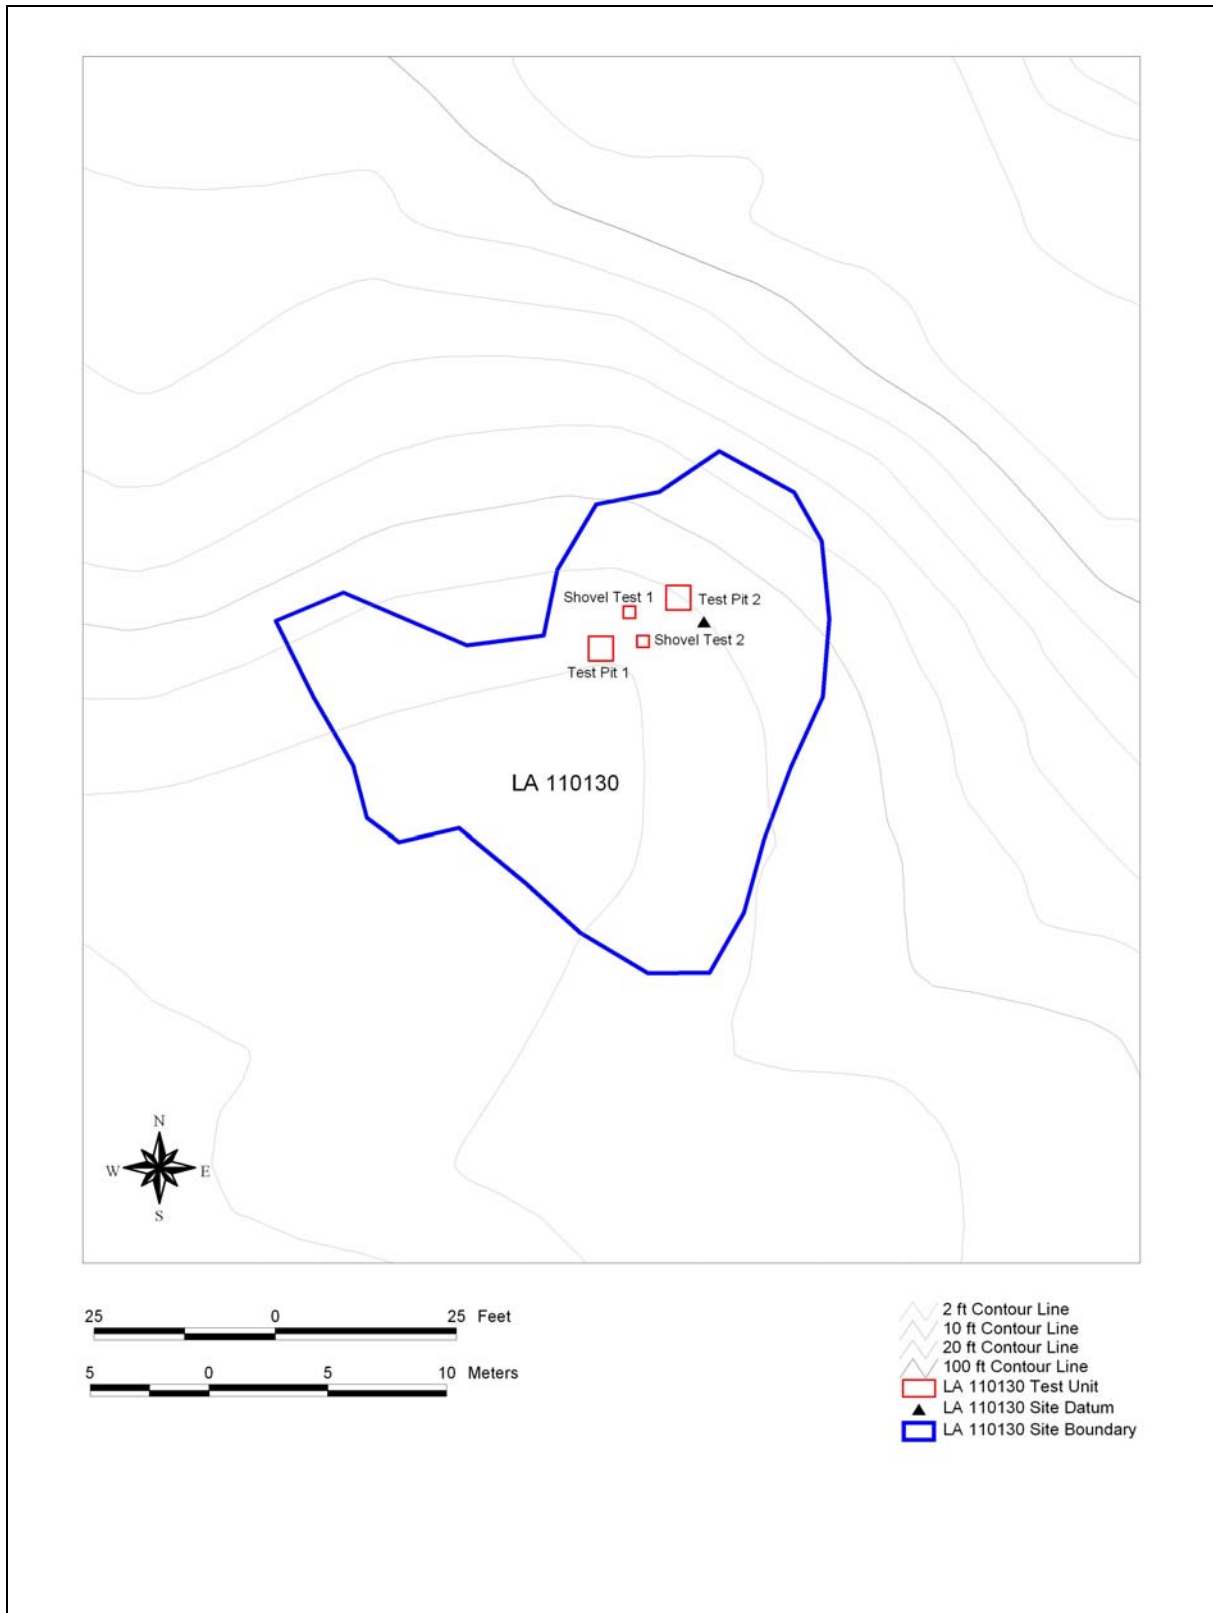 Shovel Test 1
Test Pit 2
Shovel Test 2
Test Pit 1
LA 110130
N
W E
S
25 0 25 Feet
5 0 5 10 Meters
2 ft Contour Line
10 ft Contour Line
20 ft Contour Line
100 ft Contour Line
LA 110130 Test Unit
LA 110130 Site Datum
LA 110130 Site Boundary